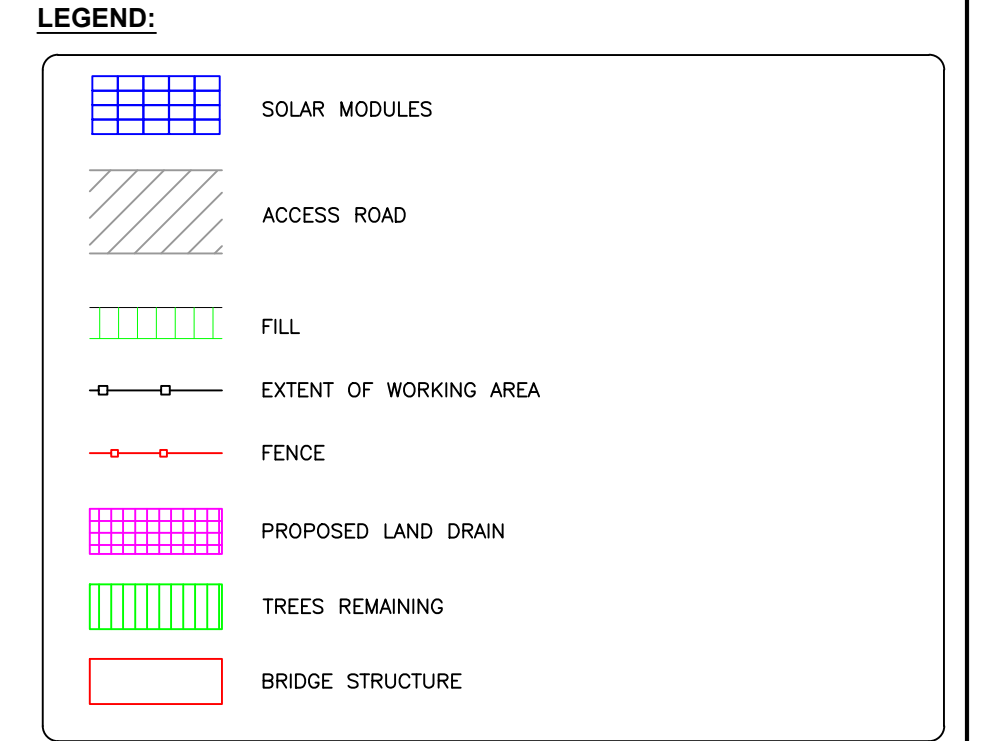 LEGEND:
SOLAR MODULES
ACCESS ROAD
FILL
EXTENT OF WORKING AREA
FENCE
PROPOSED LAND DRAIN
TREES REMAINING
BRIDGE STRUCTURE